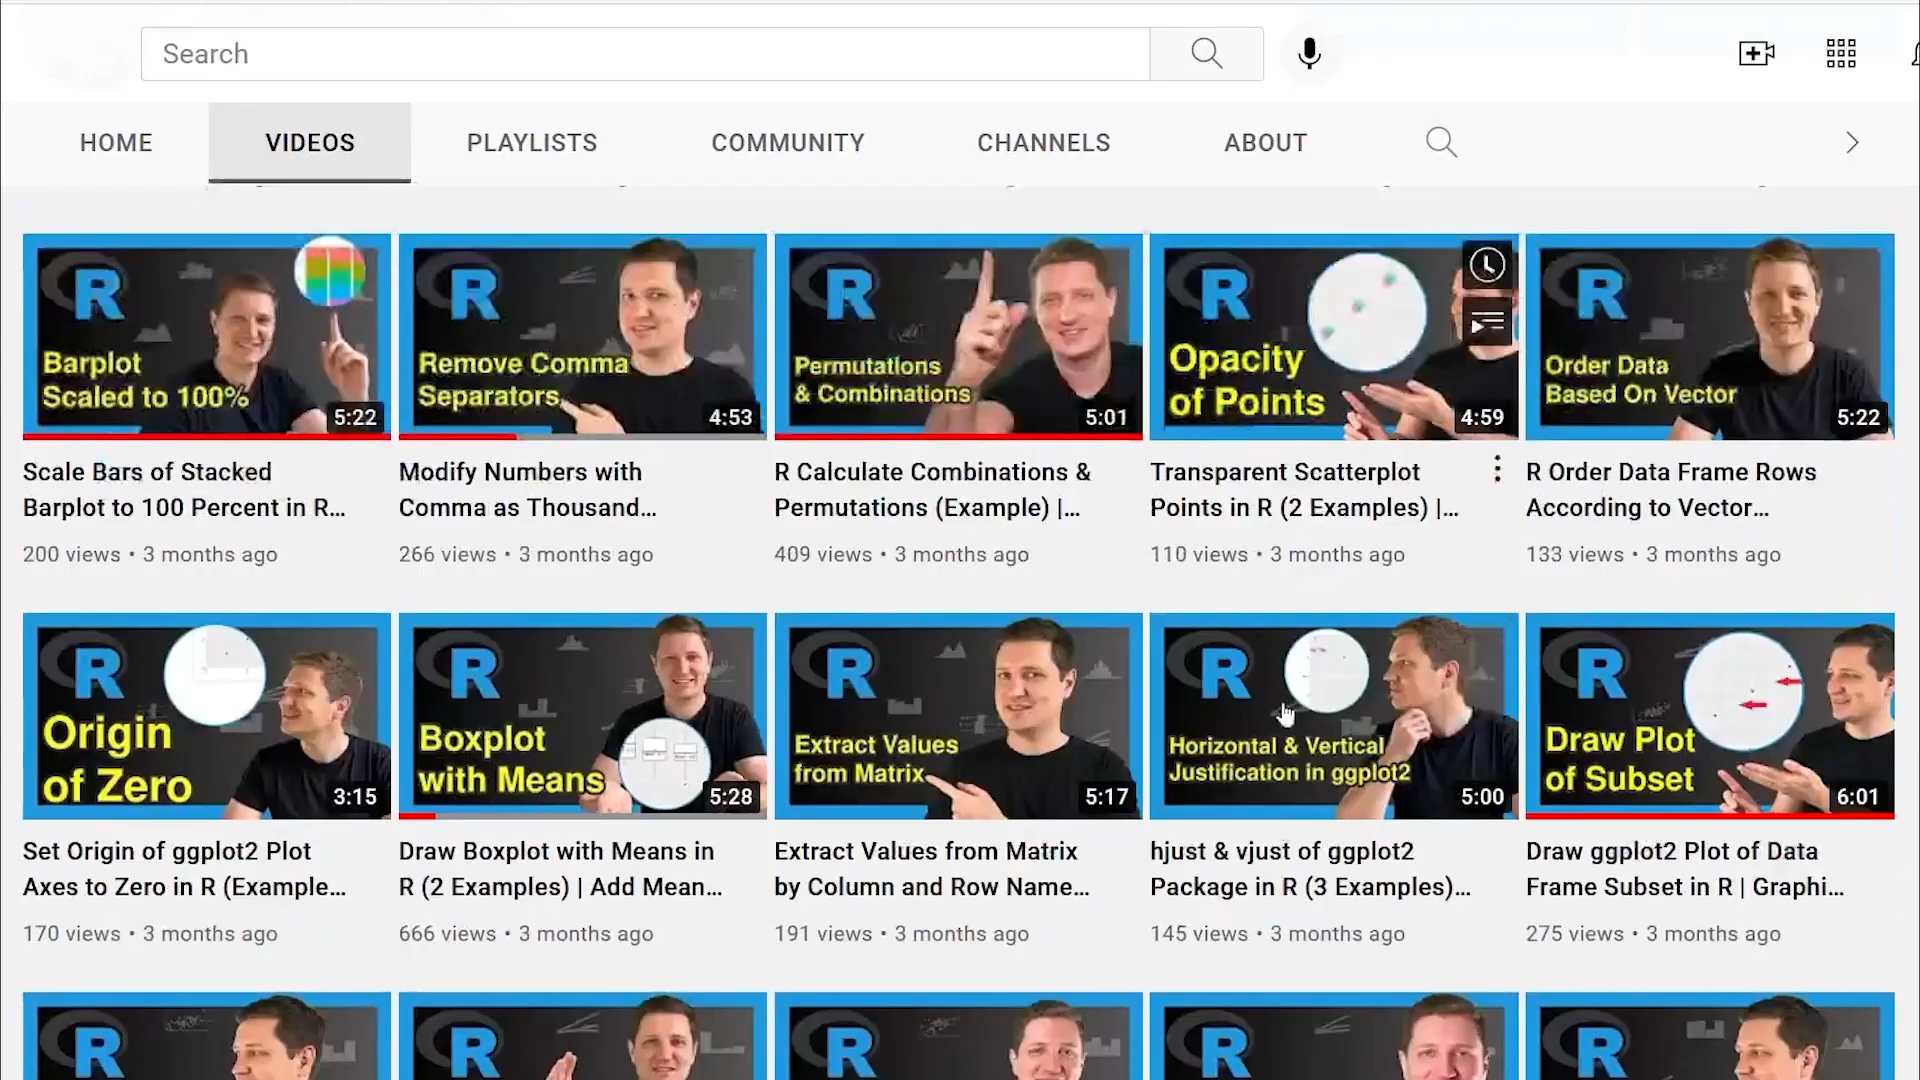 Search
HOME
VIDEOS
PLAYLISTS
COMMUNITY
CHANNELS
ABOUT
R
Barplot
Scaled to 100%
5:22
R
Remove Comma
Separators
4:53
R
Permutations
& Combinations
5:01
R
Opacity
of Points
4:59
R
Order Data
Based On Vector
5:22
Scale Bars of Stacked
Barplot to 100 Percent in R...
200 views • 3 months ago
Modify Numbers with
Comma as Thousand...
266 views • 3 months ago
R Calculate Combinations &
Permutations (Example) |...
409 views • 3 months ago
Transparent Scatterplot
Points in R (2 Examples) |...
110 views • 3 months ago
R Order Data Frame Rows
According to Vector...
133 views • 3 months ago
R
Origin
of Zero
3:15
R
Boxplot
with Means
5:28
R
Extract Values
from Matrix
5:17
R
Horizontal & Vertical
Justification in ggplot2
5:00
R
Draw Plot
of Subset
6:01
Set Origin of ggplot2 Plot
Axes to Zero in R (Example...
170 views • 3 months ago
Draw Boxplot with Means in
R (2 Examples) | Add Mean...
666 views • 3 months ago
Extract Values from Matrix
by Column and Row Name...
191 views • 3 months ago
hjust & vjust of ggplot2
Package in R (3 Examples)...
145 views • 3 months ago
Draw ggplot2 Plot of Data
Frame Subset in R | Graphi...
275 views • 3 months ago
R
R
R
R
R